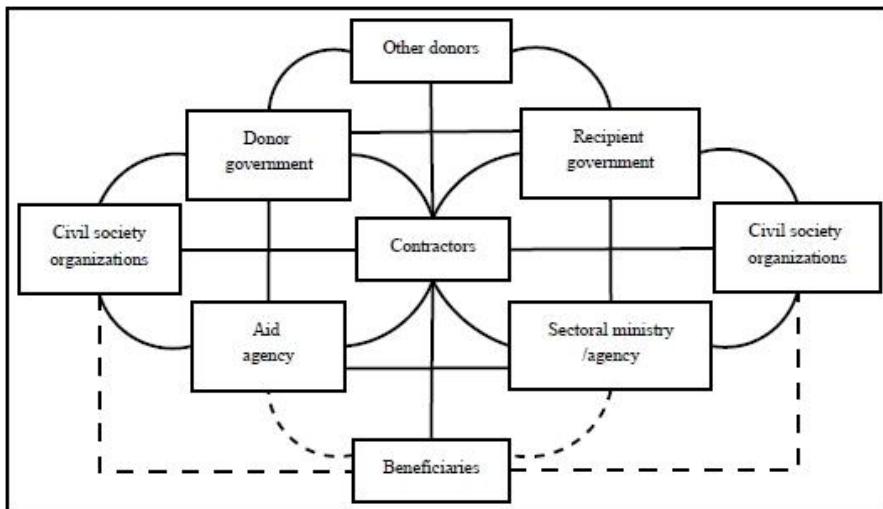 Other donors
Donor
government
Recipient
government
Civil society
organizations
Contractors
Civil society
organizations
Aid
agency
Sectoral ministry
/agency
Beneficiaries